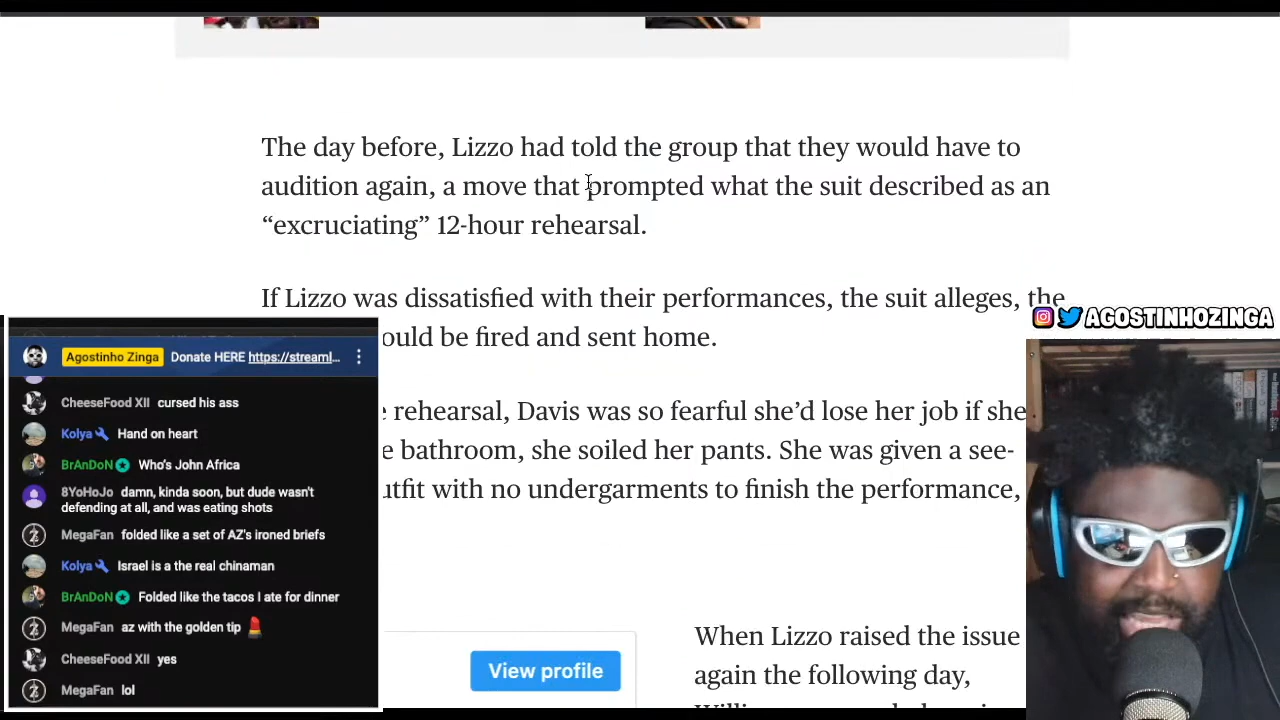 The day before, Lizzo had told the group that they would have to
audition again, a move that prompted what the suit described as an
“excruciating” 12-hour rehearsal.
If Lizzo was dissatisfied with their performances, the suit alleges, the
ould be fired and sent home.
e rehearsal, Davis was so fearful she’d lose her job if she
e bathroom, she soiled her pants. She was given a see-
utfit with no undergarments to finish the performance,
When Lizzo raised the issue
again the following day,
View profile
AGOSTINHOZINGA
Agostinho Zinga Donate HERE https://streaml...
CheeseFood XII cursed his ass
Kolya Hand on heart
BrAnDoN Who’s John Africa
8YoHoJo damn, kinda soon, but dude wasn't
defending at all, and was eating shots
MegaFan folded like a set of AZ's ironed briefs
Kolya Israel is a the real chinaman
BrAnDoN Folded like the tacos I ate for dinner
MegaFan az with the golden tip
CheeseFood XII yes
MegaFan lol